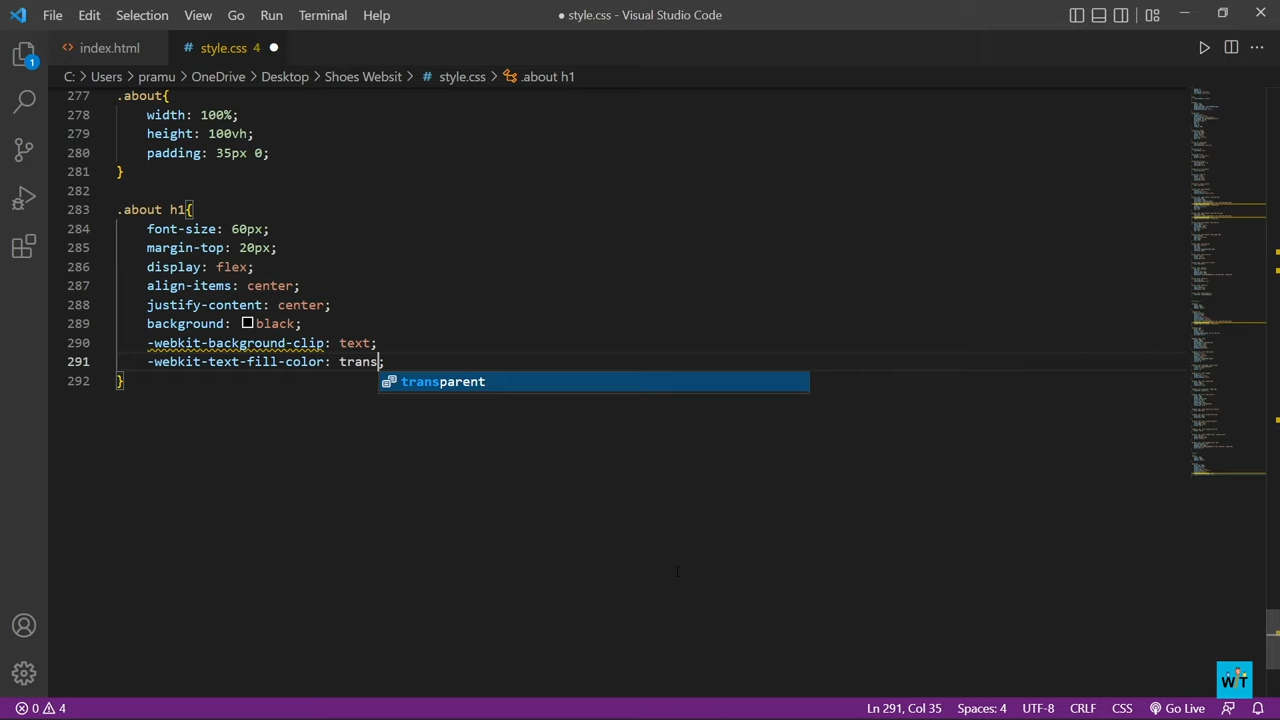 File Edit Selection View Go Run Terminal Help
● style.css - Visual Studio Code
1
<> index.html # style.css 4 ●
C: > Users > pramu > OneDrive > Desktop > Shoes Websit > # style.css > .about h1
277 .about{
278 width: 100%;
279 height: 100vh;
280 padding: 35px 0;
281 }
282
283 .about h1{
284 font-size: 60px;
285 margin-top: 20px;
286 display: flex;
287 align-items: center;
288 justify-content: center;
289 background: black;
290 -webkit-background-clip: text;
291 -webkit-text-fill-color: trans;
transparent
292 }
WT
0 4 Ln 291, Col 35 Spaces: 4 UTF-8 CRLF CSS Go Live